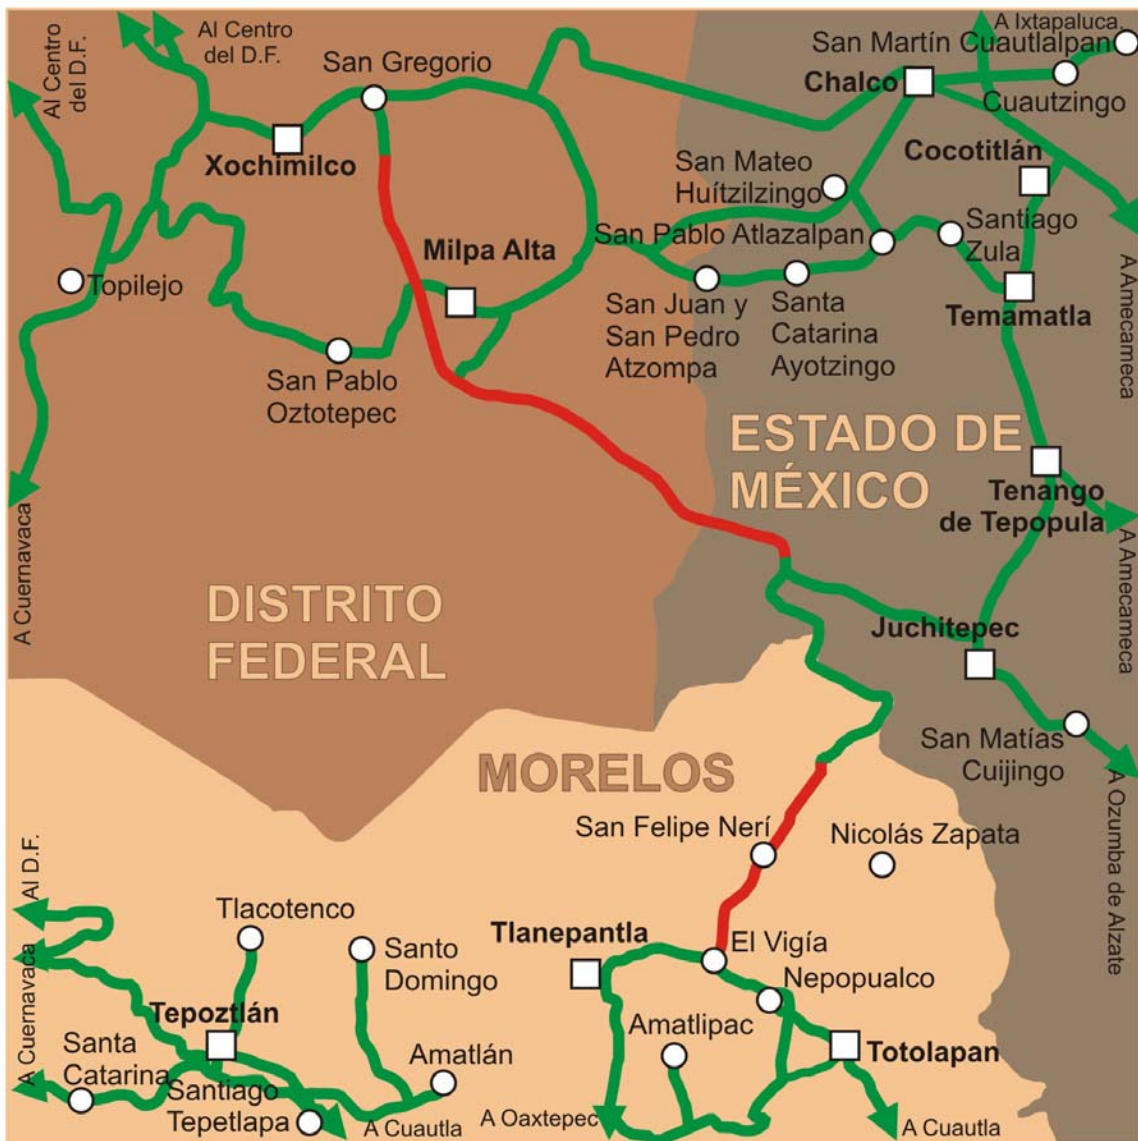 Al Centro
del D.F.
Al Centro
del D.F.
San Gregorio
A Ixtapaluca.
San Martín Cuautlalpan
Chalco
Cuautzingo
Xochimilco
San Mateo
Huítzilzingo
Cocotitlán
Milpa Alta
San Pablo Atlazalpan
Santiago
Zula
Topilejo
San Juan y
San Pedro
Atzompa
Santa
Catarina
Ayotzingo
Temamatla
A Amecameca
San Pablo
Oztotepec
ESTADO DE
MÉXICO
Tenango
de Tepopula
A Amecameca
A Cuernavaca
DISTRITO
FEDERAL
Juchitepec
San Matías
Cuijingo
MORELOS
A Ozumba de Alzate
San Felipe Nerí
Nicolás Zapata
Al D.F.
A Cuernavaca
Tlacotenco
Santo
Domingo
Tlanepantla
El Vigía
Nepopualco
Tepoztlán
Amatlipac
Totolapan
Santa
Catarina
Amatlán
Santiago
Tepetlapa
A Cuautla
A Oaxtepec
A Cuautla